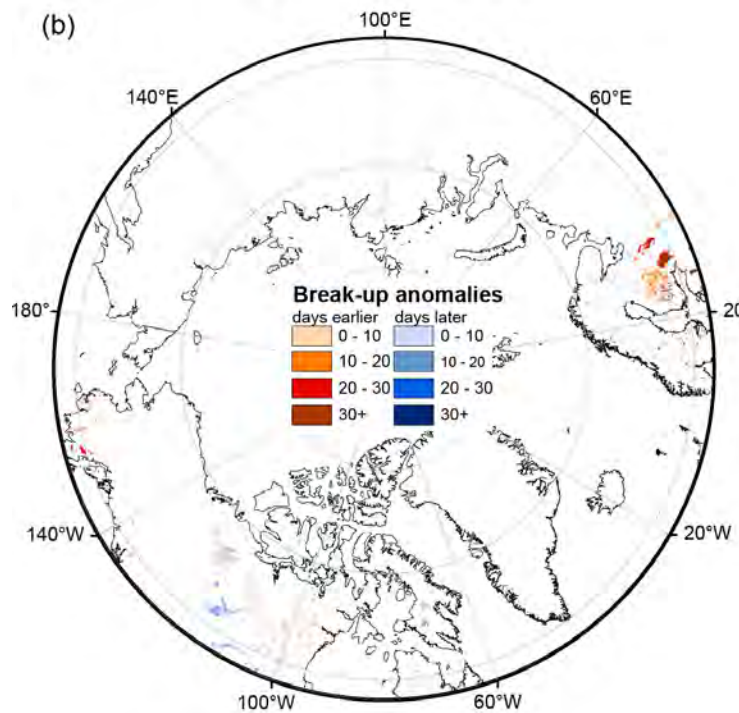 (b)
100°E
140°E
60°E
180°
20
Break-up anomalies
days earlier days later
0 - 10 0 - 10
10 - 20 10 - 20
20 - 30 20 - 30
30+ 30+
140°W
20°W
100°W
60°W